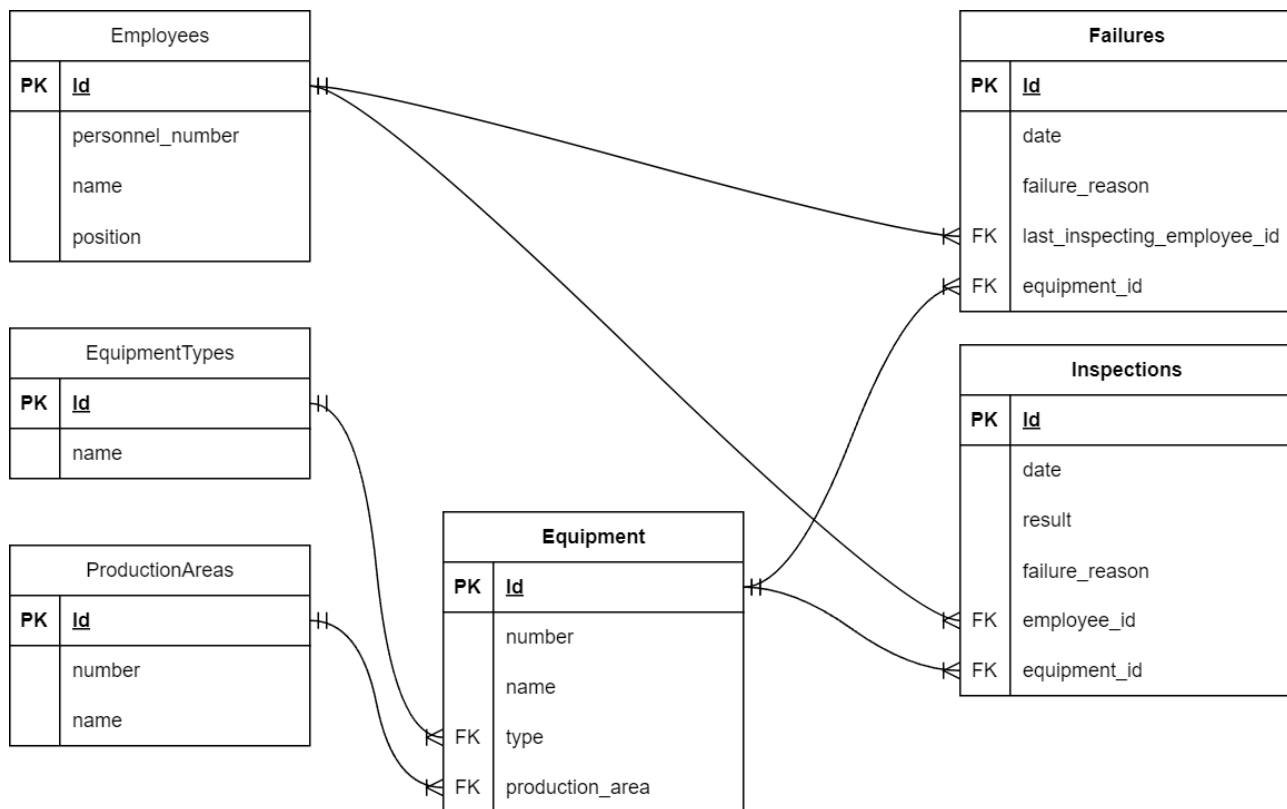 Employees
PK Id
personnel_number
name
position
EquipmentTypes
PK Id
name
ProductionAreas
PK Id
number
name
Equipment
PK Id
number
name
FK type
FK production_area
Failures
PK Id
date
failure_reason
FK last_inspecting_employee_id
FK equipment_id
Inspections
PK Id
date
result
failure_reason
FK employee_id
FK equipment_id